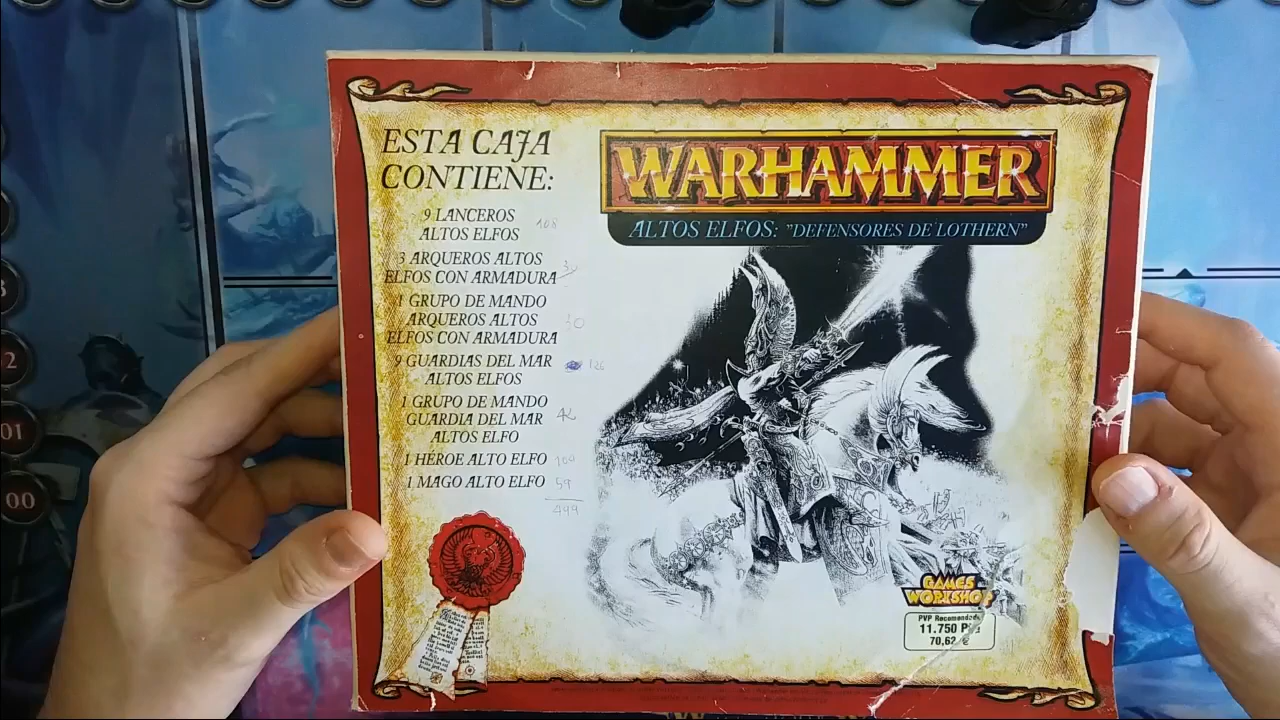 ESTA CAJA
CONTIENE:
9 LANCEROS
ALTOS ELFOS 108
3 ARQUEROS ALTOS
ELFOS CON ARMADURA
1 GRUPO DE MANDO
ARQUEROS ALTOS
ELFOS CON ARMADURA
9 GUARDIAS DEL MAR 126
ALTOS ELFOS
1 GRUPO DE MANDO
GUARDIA DEL MAR
ALTOS ELFO
1 HÉROE ALTO ELFO
1 MAGO ALTO ELFO 59
499
WARHAMMER®
ALTOS ELFOS: "DEFENSORES DE LOTHERN"
GAMES
WORKSHOP
PVP Recomendado
11.750
70,62 €
2
01
00